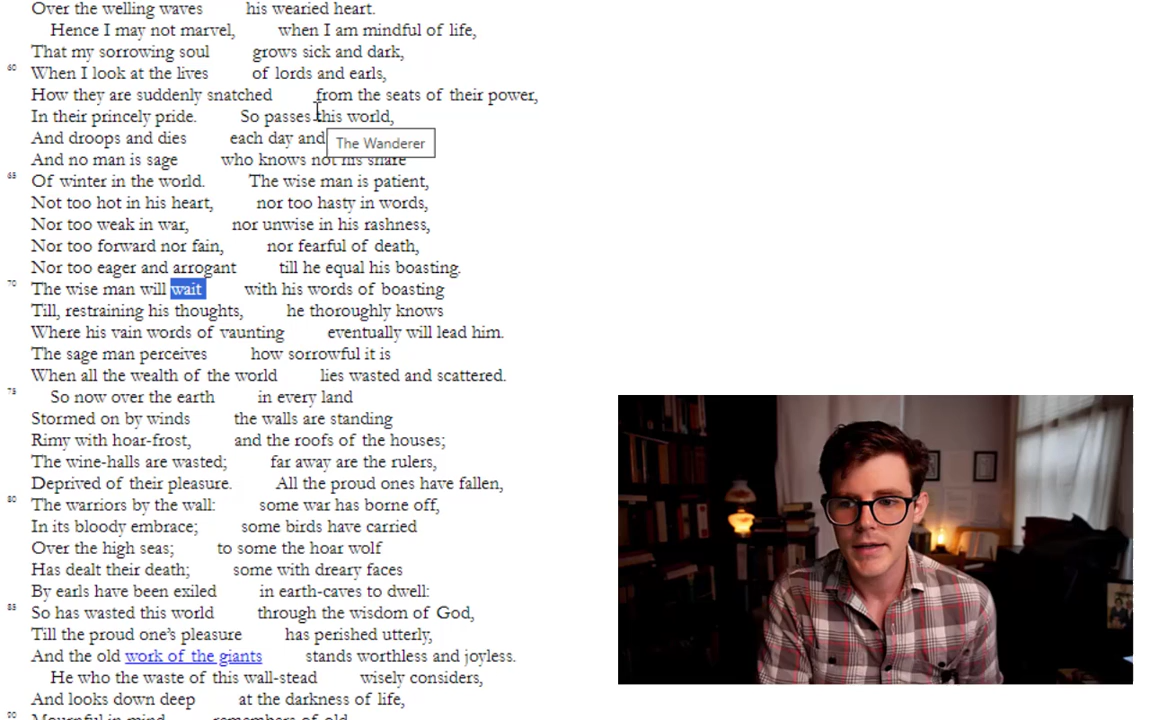 Over the welling waves his wearied heart.
Hence I may not marvel, when I am mindful of life,
That my sorrowing soul grows sick and dark,
60 When I look at the lives of lords and earls,
How they are suddenly snatched from the seats of their power,
In their princely pride. So passes this world,
And droops and dies each day and
The Wanderer
And no man is sage who knows not his share
65 Of winter in the world. The wise man is patient,
Not too hot in his heart, nor too hasty in words,
Nor too weak in war, nor unwise in his rashness,
Nor too forward nor fain, nor fearful of death,
Nor too eager and arrogant till he equal his boasting.
70 The wise man will wait with his words of boasting
Till, restraining his thoughts, he thoroughly knows
Where his vain words of vaunting eventually will lead him.
The sage man perceives how sorrowful it is
When all the wealth of the world lies wasted and scattered.
75 So now over the earth in every land
Stormed on by winds the walls are standing
Rimy with hoar-frost, and the roofs of the houses;
The wine-halls are wasted; far away are the rulers,
Deprived of their pleasure. All the proud ones have fallen,
80 The warriors by the wall: some war has borne off,
In its bloody embrace; some birds have carried
Over the high seas; to some the hoar wolf
Has dealt their death; some with dreary faces
By earls have been exiled in earth-caves to dwell:
85 So has wasted this world through the wisdom of God,
Till the proud one’s pleasure has perished utterly,
And the old work of the giants stands worthless and joyless.
He who the waste of this wall-stead wisely considers,
And looks down deep at the darkness of life,
90 Mournful in mind, remembers of old